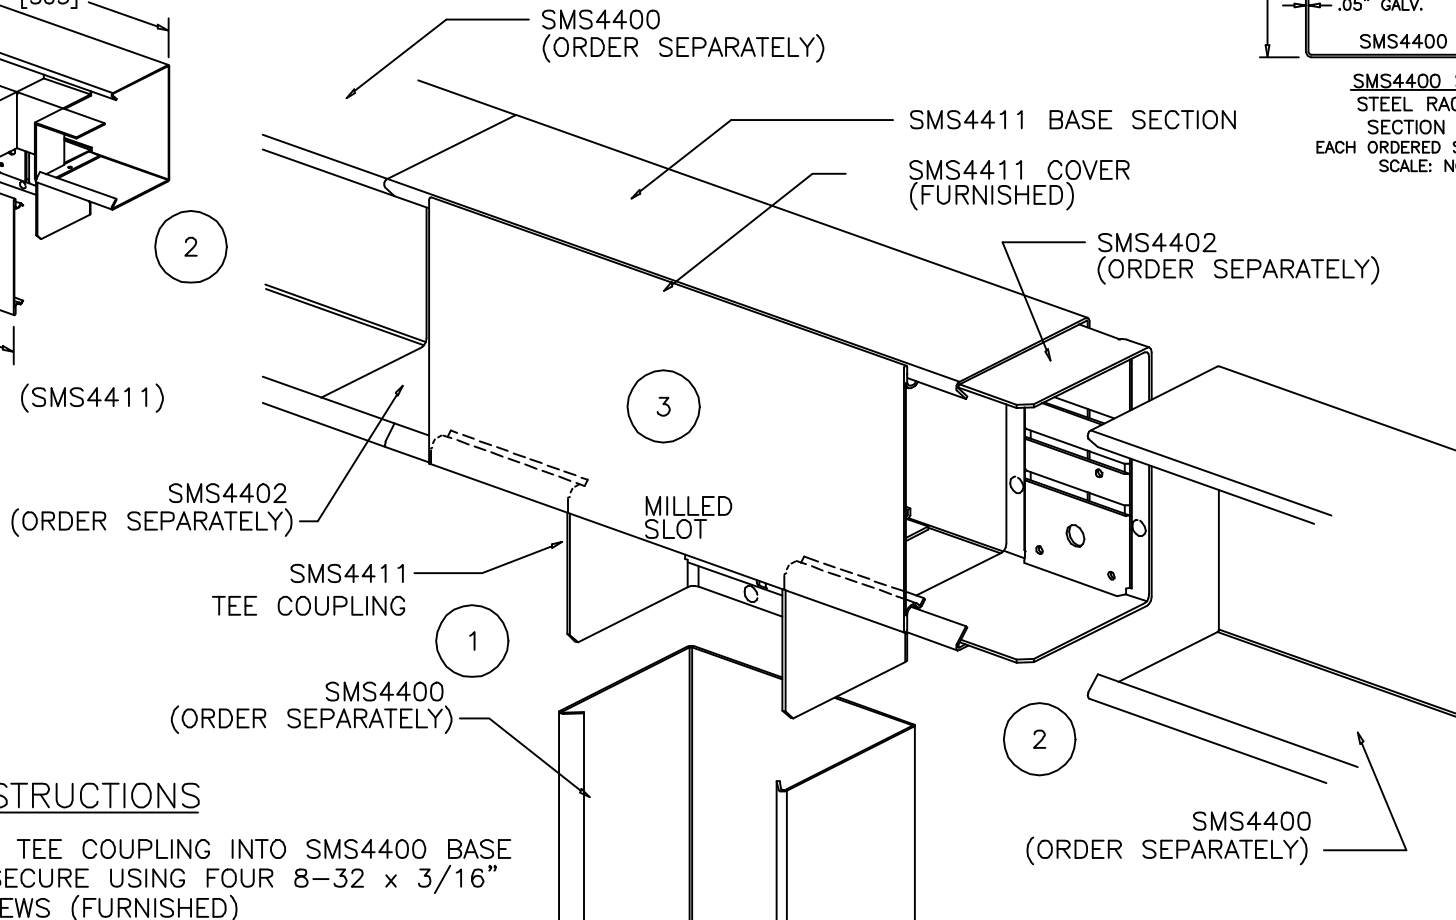 [305]
SMS4400
(ORDER SEPARATELY)
.05" GALV.
SMS4400
SMS4400
STEEL
SECTION
EACH ORDERED
SCALE:
SMS4411 BASE SECTION
SMS4411 COVER
(FURNISHED)
SMS4402
(ORDER SEPARATELY)
2
(SMS4411)
3
SMS4402
(ORDER SEPARATELY)
MILLED
SLOT
SMS4411
TEE COUPLING
1
SMS4400
(ORDER SEPARATELY)
2
SMS4400
(ORDER SEPARATELY)
STRUCTIONS
TEE COUPLING INTO SMS4400 BASE
SECURE USING FOUR 8-32 x 3/16"
EWS (FURNISHED)